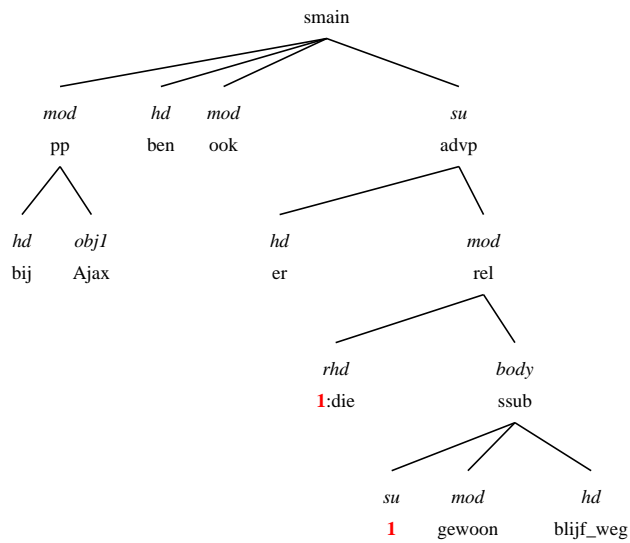 smain
mod hd mod su
pp ben ook advp
hd obj1 hd mod
bij Ajax er rel
rhd body
1:die ssub
su mod hd
1 gewoon blijf_weg